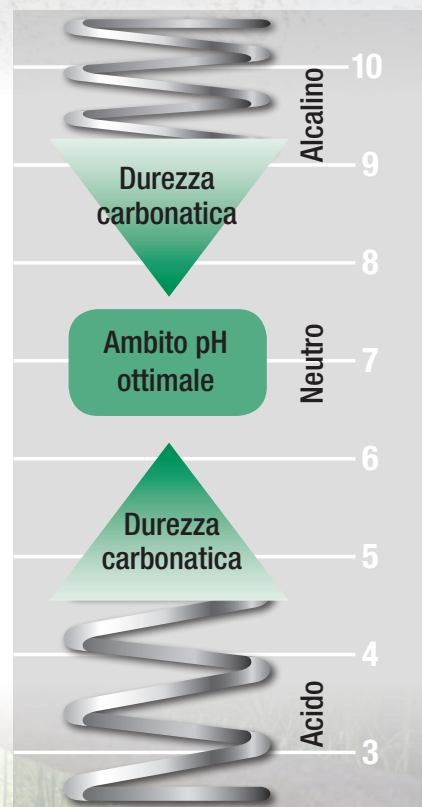 10
Alcalino
9
Durezza
carbonatica
8
Ambito pH
ottimale
Neutro
7
6
Durezza
carbonatica
5
4
Acido
3